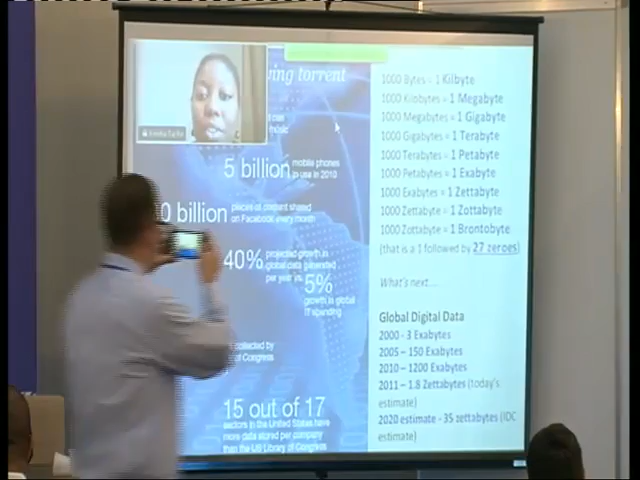 ving torrent
5 billion mobile phones
in use in 2010
0 billion pieces of content shared
on Facebook every month
40% projected growth in
global data generated
per year vs. 5%
growth in global
IT spending
collected by
of Congress
15 out of 17
sectors in the United States have
more data stored per company
than the US Library of Congress
1000 Bytes = 1 Kilbyte
1000 Kilobytes = 1 Megabyte
1000 Megabytes = 1 Gigabyte
1000 Gigabytes = 1 Terabyte
1000 Terabytes = 1 Petabyte
1000 Petabytes = 1 Exabyte
1000 Exabytes = 1 Zettabyte
1000 Zettabyte = 1 Zottabyte
1000 Zottabyte = 1 Brontobyte
(that is a 1 followed by 27 zeroes)
What's next...
Global Digital Data
2000 - 3 Exabytes
2005 – 150 Exabytes
2010 – 1200 Exabytes
2011 – 1.8 Zettabytes (today's
estimate)
2020 estimate - 35 zettabytes (IDC
estimate)